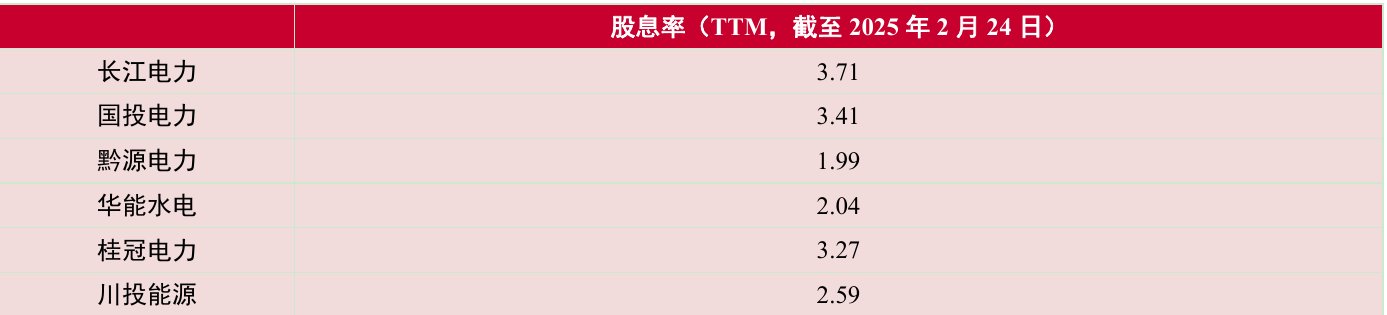 股息率（TTM，截至 2025 年 2 月 24 日）
长江电力 3.71
国投电力 3.41
黔源电力 1.99
华能水电 2.04
桂冠电力 3.27
川投能源 2.59